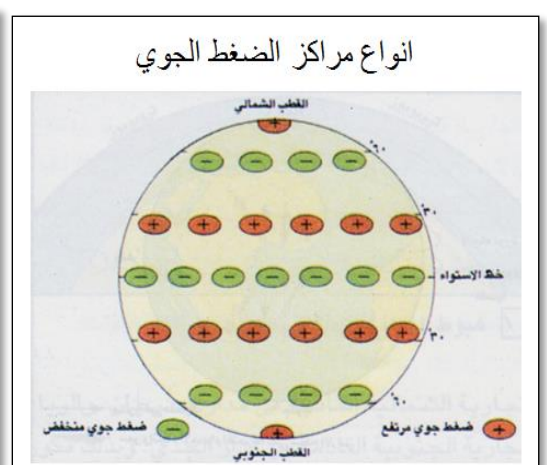 انواع مراكز الضغط الجوي
القطب الشمالي
٦٠°
٣٠°
خط الاستواء
٣٠°
٦٠°
ضغط جوي مرتفع
ضغط جوي منخفض
القطب الجنوبي